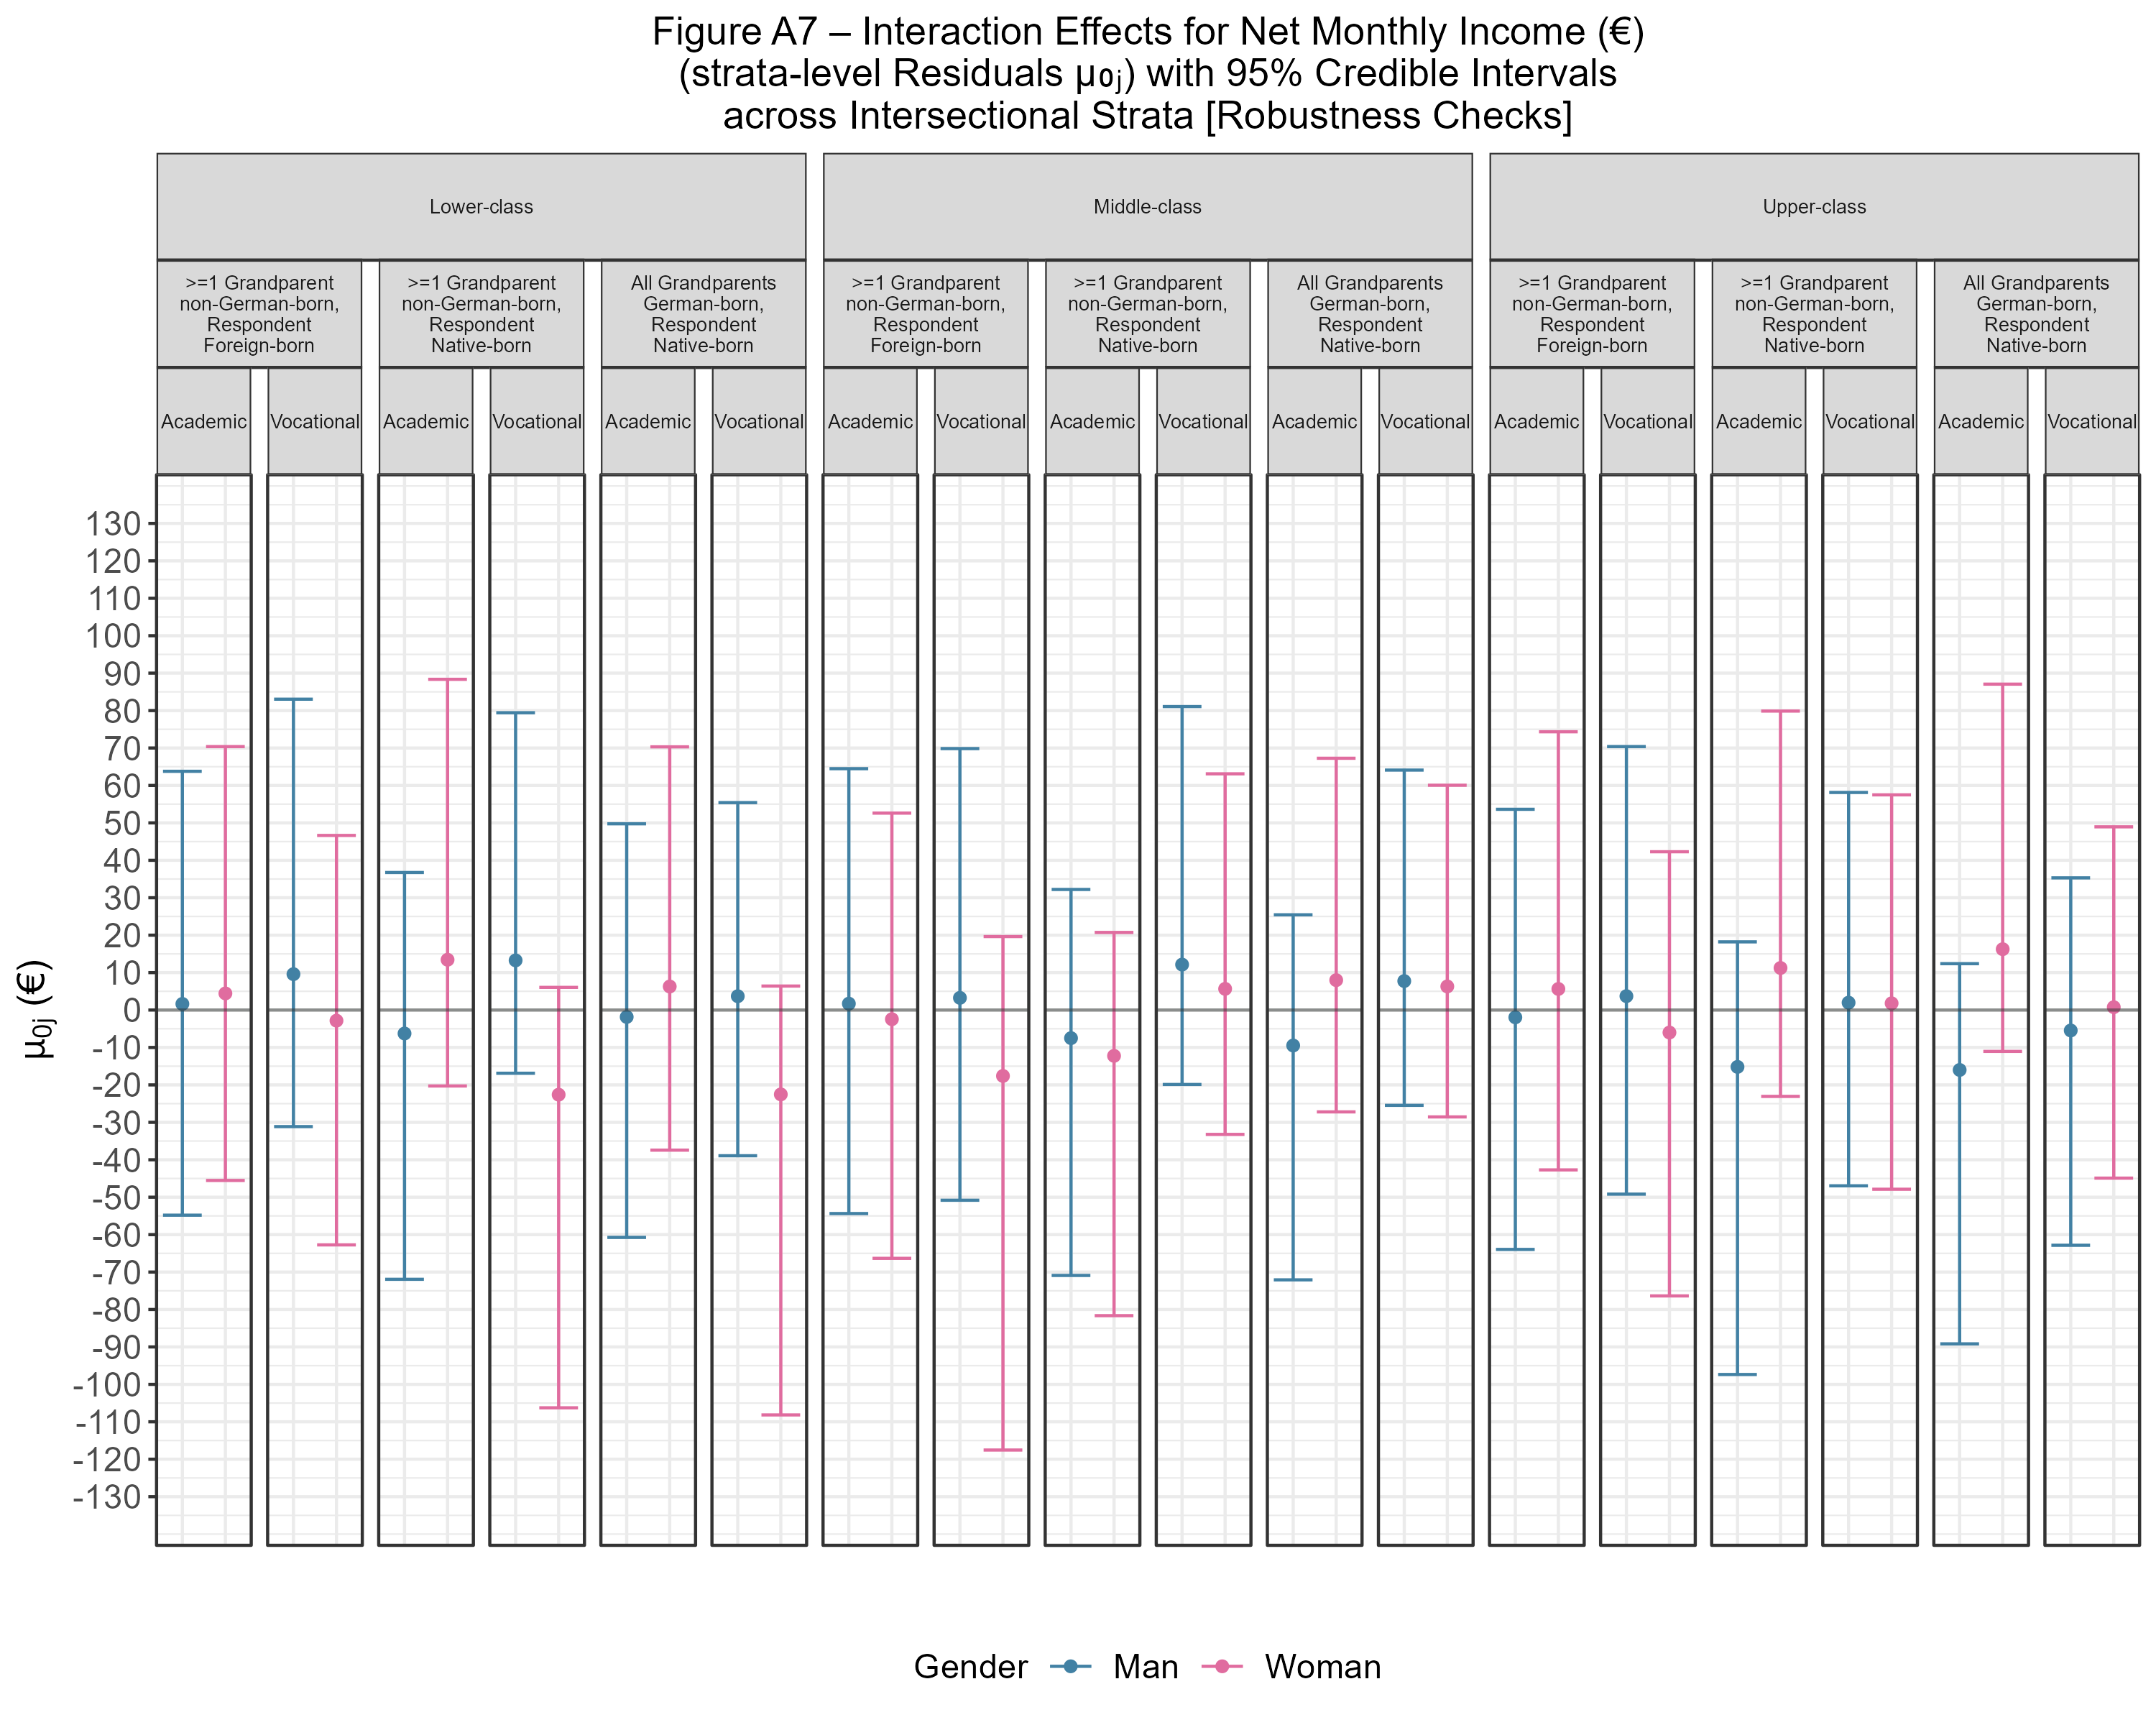 Figure A7 – Interaction Effects for Net Monthly Income (€)
(strata-level Residuals μ₀ⱼ) with 95% Credible Intervals
across Intersectional Strata [Robustness Checks]
Lower-class
Middle-class
Upper-class
>=1 Grandparent
non-German-born,
Respondent
Foreign-born
>=1 Grandparent
non-German-born,
Respondent
Native-born
All Grandparents
German-born,
Respondent
Native-born
>=1 Grandparent
non-German-born,
Respondent
Foreign-born
>=1 Grandparent
non-German-born,
Respondent
Native-born
All Grandparents
German-born,
Respondent
Native-born
>=1 Grandparent
non-German-born,
Respondent
Foreign-born
>=1 Grandparent
non-German-born,
Respondent
Native-born
All Grandparents
German-born,
Respondent
Native-born
Academic
Vocational
Academic
Vocational
Academic
Vocational
Academic
Vocational
Academic
Vocational
Academic
Vocational
Academic
Vocational
Academic
Vocational
Academic
Vocational
130
120
110
100
90
80
70
60
50
40
30
20
10
0
-10
-20
-30
-40
-50
-60
-70
-80
-90
-100
-110
-120
-130
μ₀ⱼ (€)
Gender Man Woman